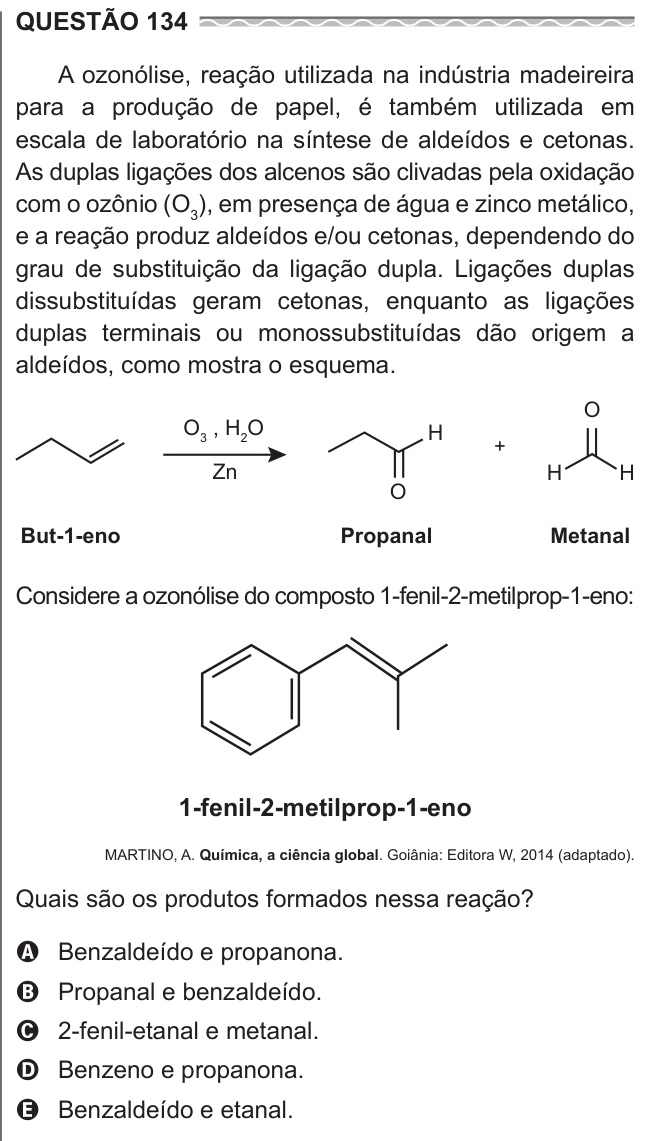 QUESTÃO 134
A ozonólise, reação utilizada na indústria madeireira
para a produção de papel, é também utilizada em
escala de laboratório na síntese de aldeídos e cetonas.
As duplas ligações dos alcenos são clivadas pela oxidação
com o ozônio (O₃), em presença de água e zinco metálico,
e a reação produz aldeídos e/ou cetonas, dependendo do
grau de substituição da ligação dupla. Ligações duplas
dissubstituídas geram cetonas, enquanto as ligações
duplas terminais ou monossubstituídas dão origem a
aldeídos, como mostra o esquema.
O₃ , H₂O
Zn
H
O
+
O
H
H
But-1-eno
Propanal
Metanal
Considere a ozonólise do composto 1-fenil-2-metilprop-1-eno:
1-fenil-2-metilprop-1-eno
MARTINO, A. Química, a ciência global. Goiânia: Editora W, 2014 (adaptado).
Quais são os produtos formados nessa reação?
A Benzaldeído e propanona.
B Propanal e benzaldeído.
C 2-fenil-etanal e metanal.
D Benzeno e propanona.
E Benzaldeído e etanal.